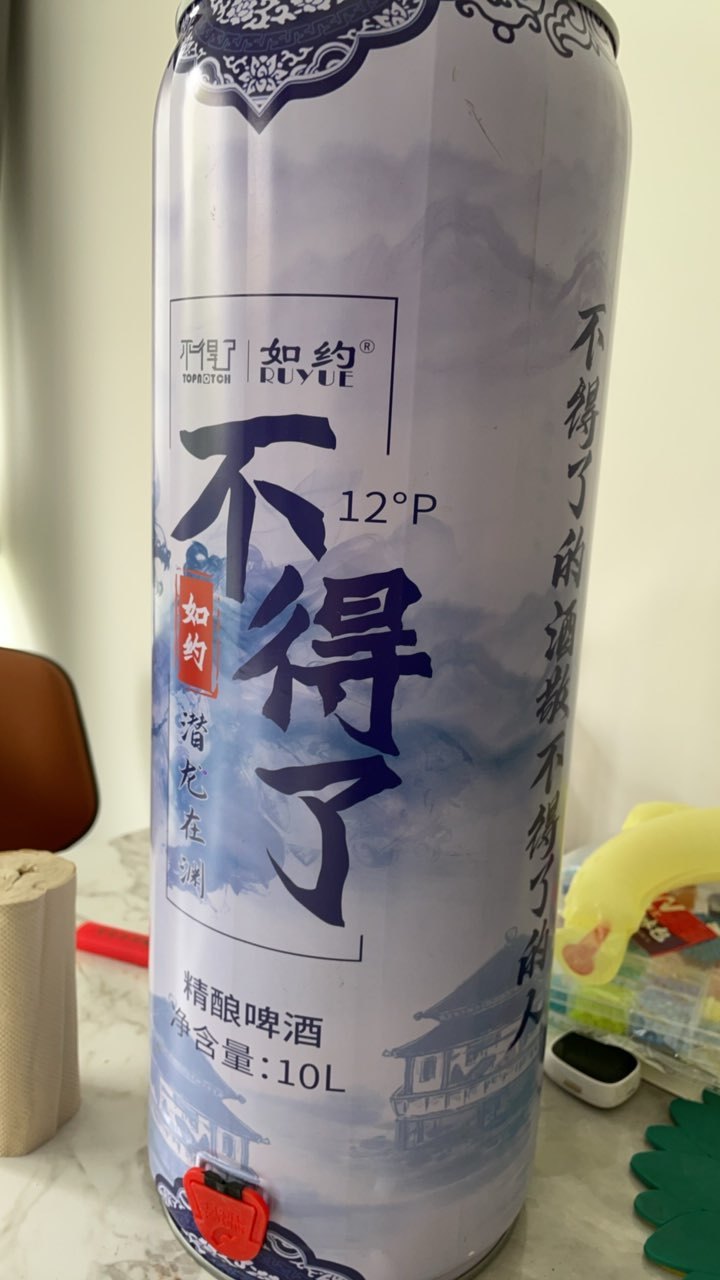 不得了
TOPNOTCH
如约®
RUYUE
不得了
12°P
如约
潜龙在渊
精酿啤酒
净含量:10L
不得了的酒敬不得了的人